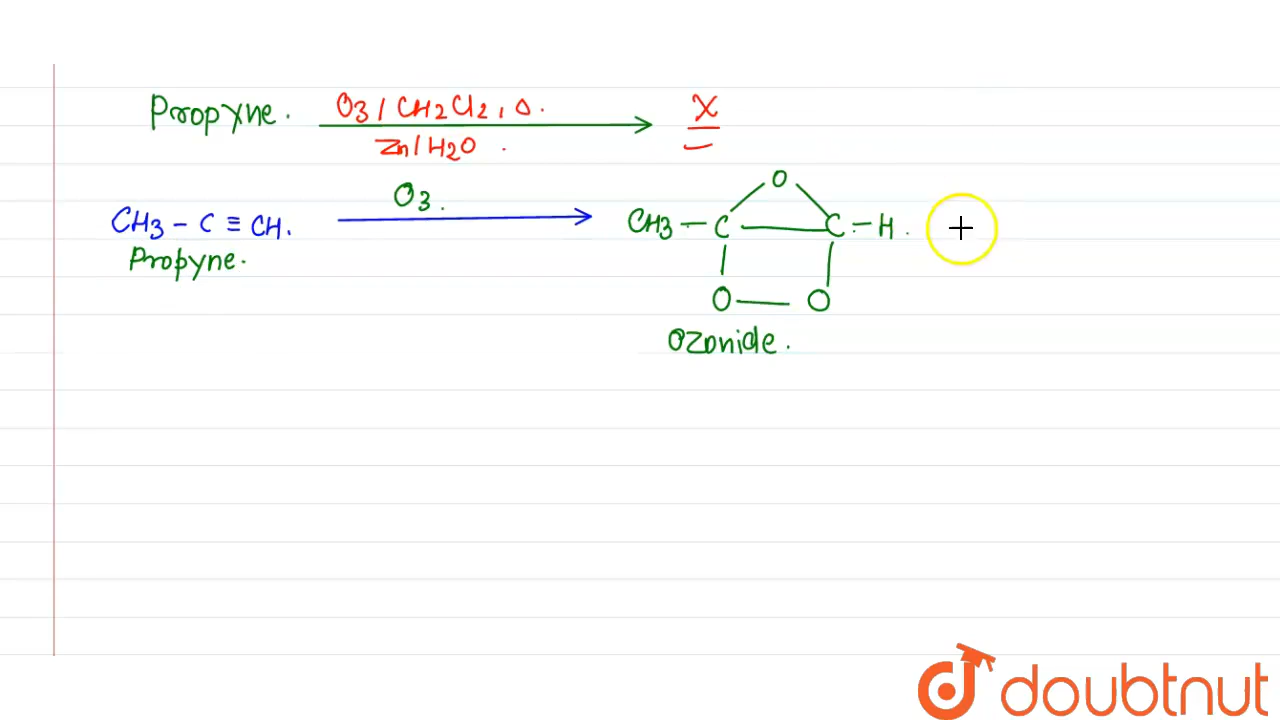 Propyne. O3 / CH2Cl2, Δ. X
Zn / H2O .
O3.
CH3 - C ≡ CH. CH3 - C C - H .
O
Propyne.
O O
Ozonide.
doubtnut